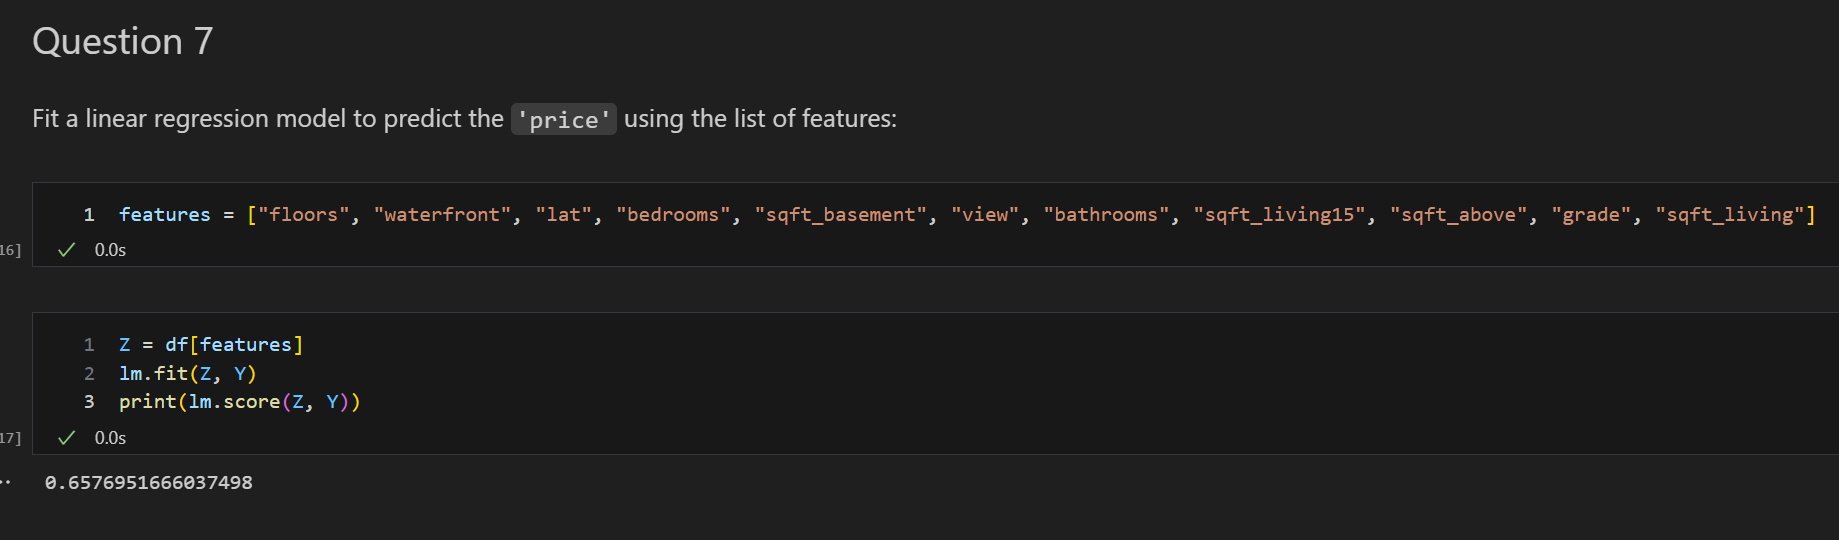 Question 7
Fit a linear regression model to predict the 'price' using the list of features:
1 features = ["floors", "waterfront", "lat", "bedrooms", "sqft_basement", "view", "bathrooms", "sqft_living15", "sqft_above", "grade", "sqft_living"]
16] ✓ 0.0s
1 Z = df[features]
2 lm.fit(Z, Y)
3 print(lm.score(Z, Y))
17] ✓ 0.0s
·· 0.6576951666037498